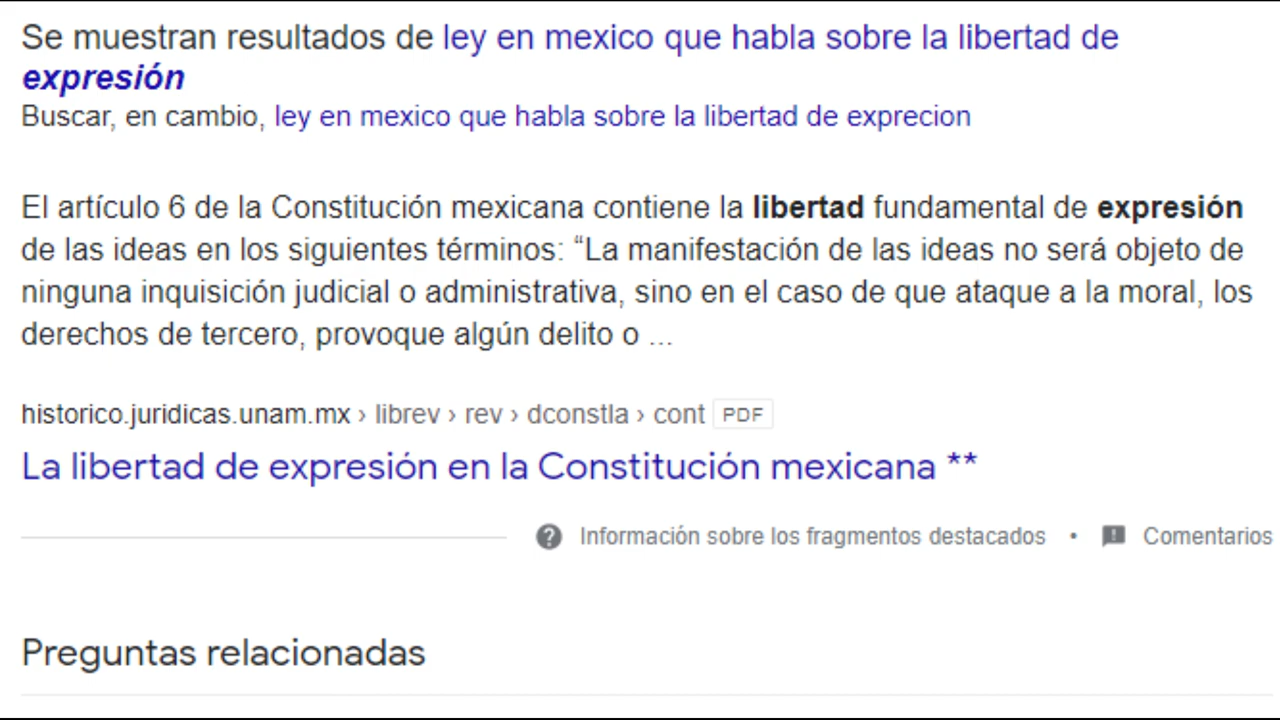 Se muestran resultados de ley en mexico que habla sobre la libertad de
expresión
Buscar, en cambio, ley en mexico que habla sobre la libertad de exprecion
El artículo 6 de la Constitución mexicana contiene la libertad fundamental de expresión
de las ideas en los siguientes términos: “La manifestación de las ideas no será objeto de
ninguna inquisición judicial o administrativa, sino en el caso de que ataque a la moral, los
derechos de tercero, provoque algún delito o ...
historico.juridicas.unam.mx › librev › rev › dconstla › cont PDF
La libertad de expresión en la Constitución mexicana **
Información sobre los fragmentos destacados • Comentarios
Preguntas relacionadas